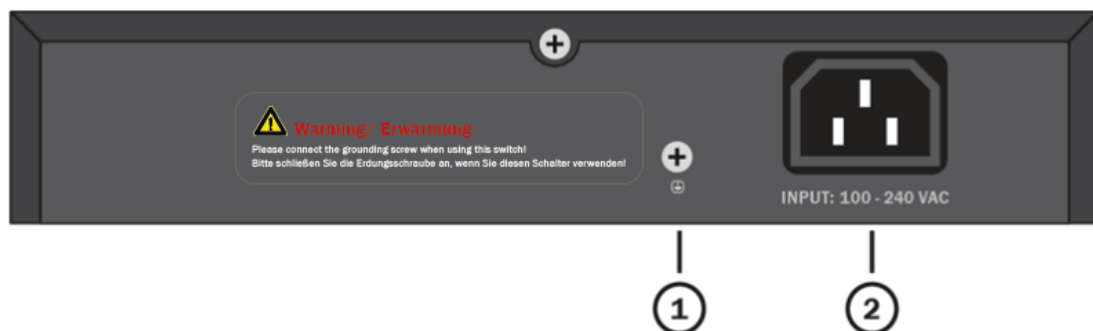 Warming/ Erwärmung
Please connect the grounding screw when using this switch!
Bitte schließen Sie die Erdungsschraube an, wenn Sie diesen Schalter verwenden!
INPUT: 100 - 240 VAC
1
2